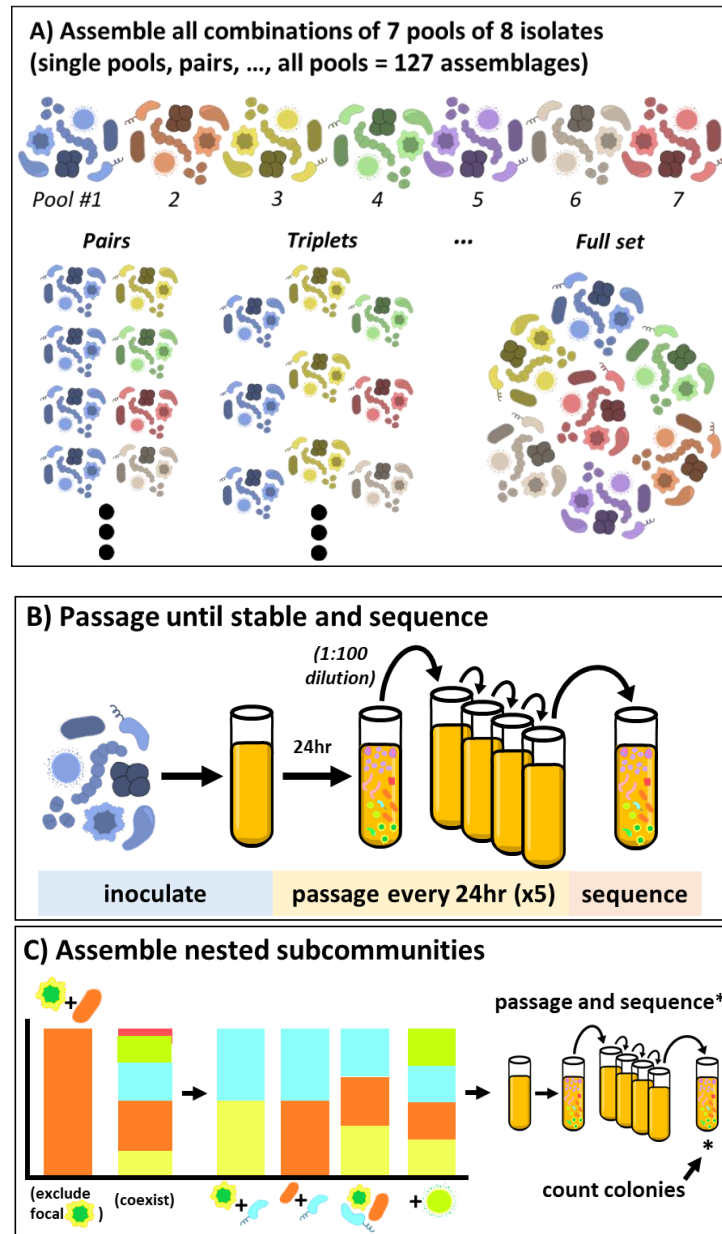 A) Assemble all combinations of 7 pools of 8 isolates
(single pools, pairs, ..., all pools = 127 assemblages)
Pool #1 2 3 4 5 6 7
Pairs Triplets ... Full set
B) Passage until stable and sequence
(1:100
dilution)
24hr
inoculate passage every 24hr (x5) sequence
C) Assemble nested subcommunities
+
passage and sequence*
*
(exclude
focal )
(coexist)
+ + + +
count colonies